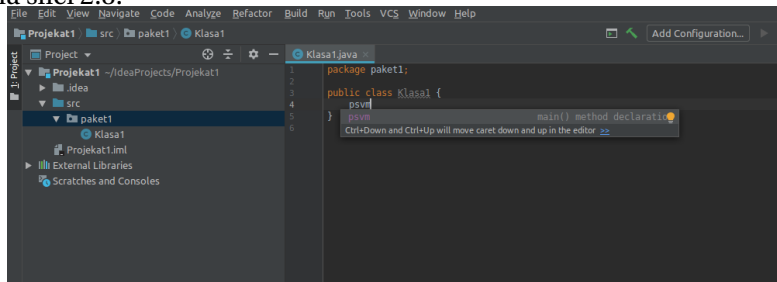 File Edit View Navigate Code Analyze Refactor Build Run Tools VCS Window Help
Projekat1 src paket1 Klasa1 Add Configuration...
1: Project
Project
Projekat1 ~/IdeaProjects/Projekat1
.idea
src
paket1
Klasa1
Projekat1.iml
External Libraries
Scratches and Consoles
Klasa1.java
1 package paket1;
2
3 public class Klasa1 {
4 psvm
5 }
6
psvm main() method declaration
Ctrl+Down and Ctrl+Up will move caret down and up in the editor >>